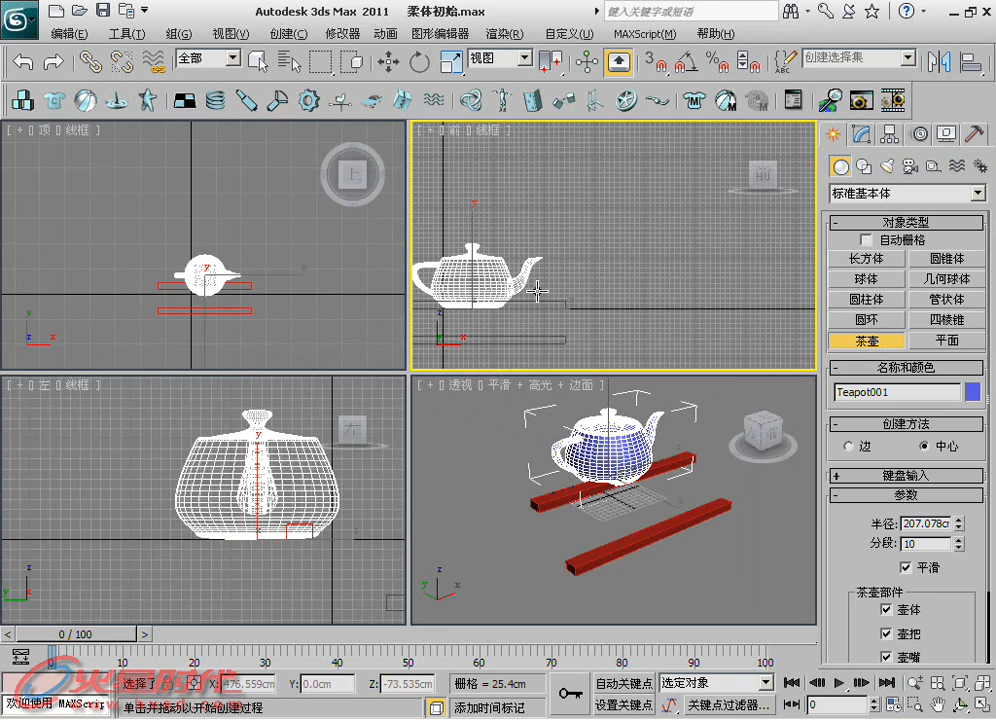 Autodesk 3ds Max 2011 柔体初始.max
键入关键字或短语
编辑(E) 工具(T) 组(G) 视图(V) 创建(C) 修改器 动画 图形编辑器 渲染(R) 自定义(U) MAXScript(M) 帮助(H)
全部
视图
3
创建选择集
[ + ▯ 顶 ▯ 线框 ]
上
[ + ▯ 前 ▯ 线框 ]
前
[ + ▯ 左 ▯ 线框 ]
左
[ + ▯ 透视 ▯ 平滑 + 高光 + 边面 ]
标准基本体
对象类型
自动栅格
长方体 圆锥体
球体 几何球体
圆柱体 管状体
圆环 四棱锥
茶壶 平面
名称和颜色
Teapot001
创建方法
边 中心
键盘输入
参数
半径: 207.078cr
分段: 10
平滑
茶壶部件
壶体
壶把
壶嘴
0 / 100
0 10 20 30 40 50 60 70 80 90 100
选择了
X: 476.559cm Y: 0.0cm Z: -73.535cm
栅格 = 25.4cm
自动关键点 选定对象
欢迎使用 MAXScrip
单击并拖动以开始创建过程
添加时间标记
设置关键点 关键点过滤器...
0